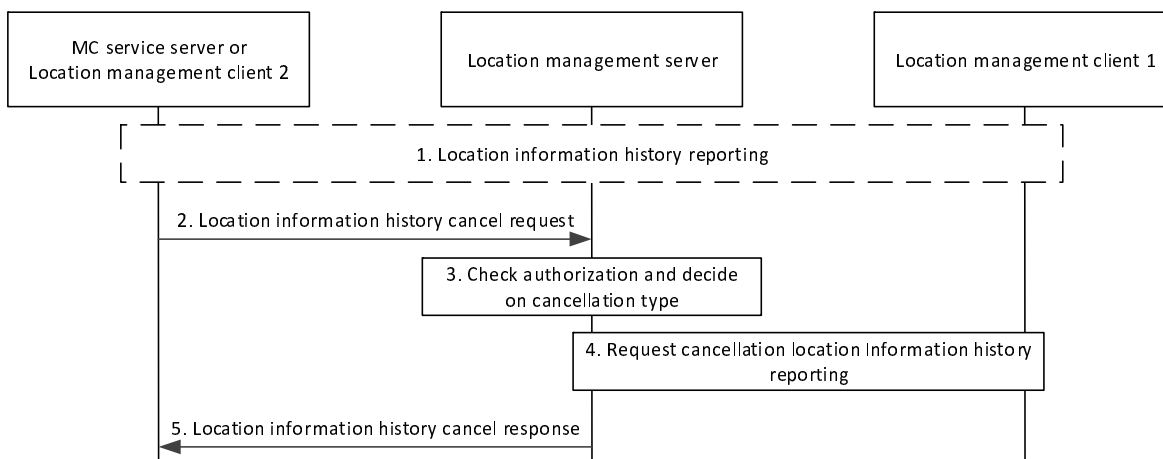 MC service server or
Location management client 2
Location management server
Location management client 1
1. Location information history reporting
2. Location information history cancel request
3. Check authorization and decide
on cancellation type
4. Request cancellation location Information history
reporting
5. Location information history cancel response